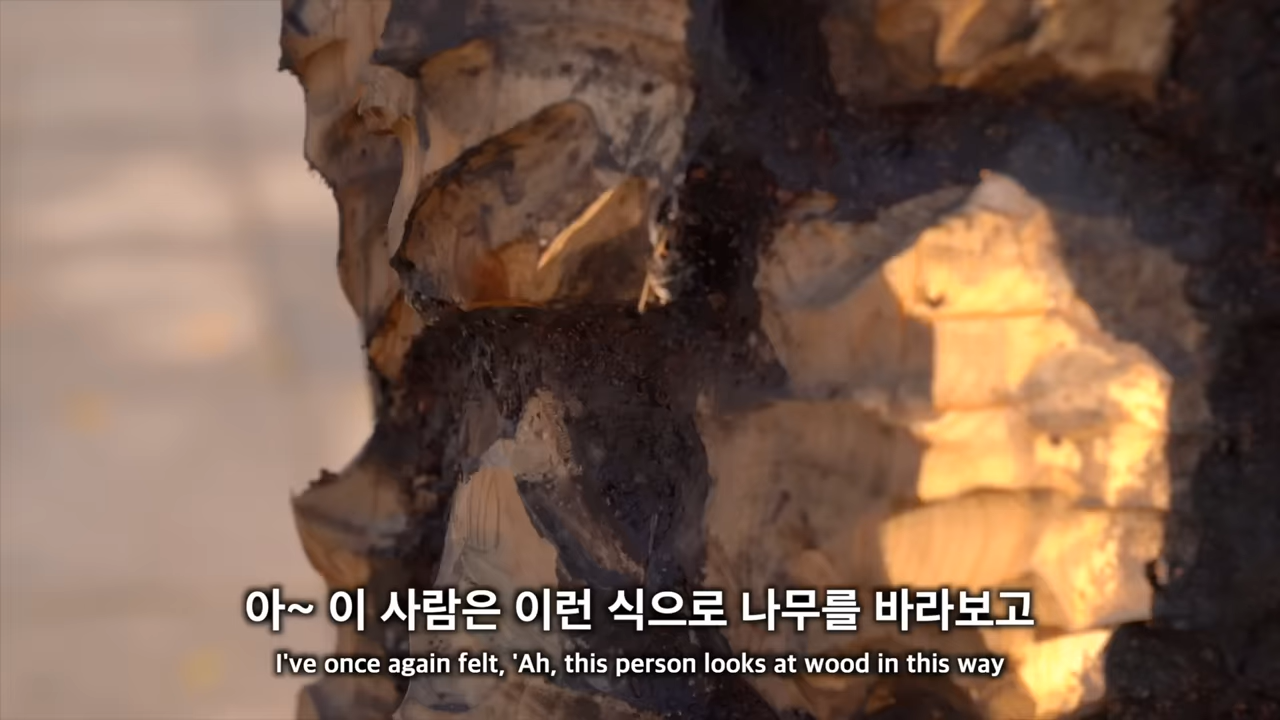 아~ 이 사람은 이런 식으로 나무를 바라보고
I've once again felt, 'Ah, this person looks at wood in this way